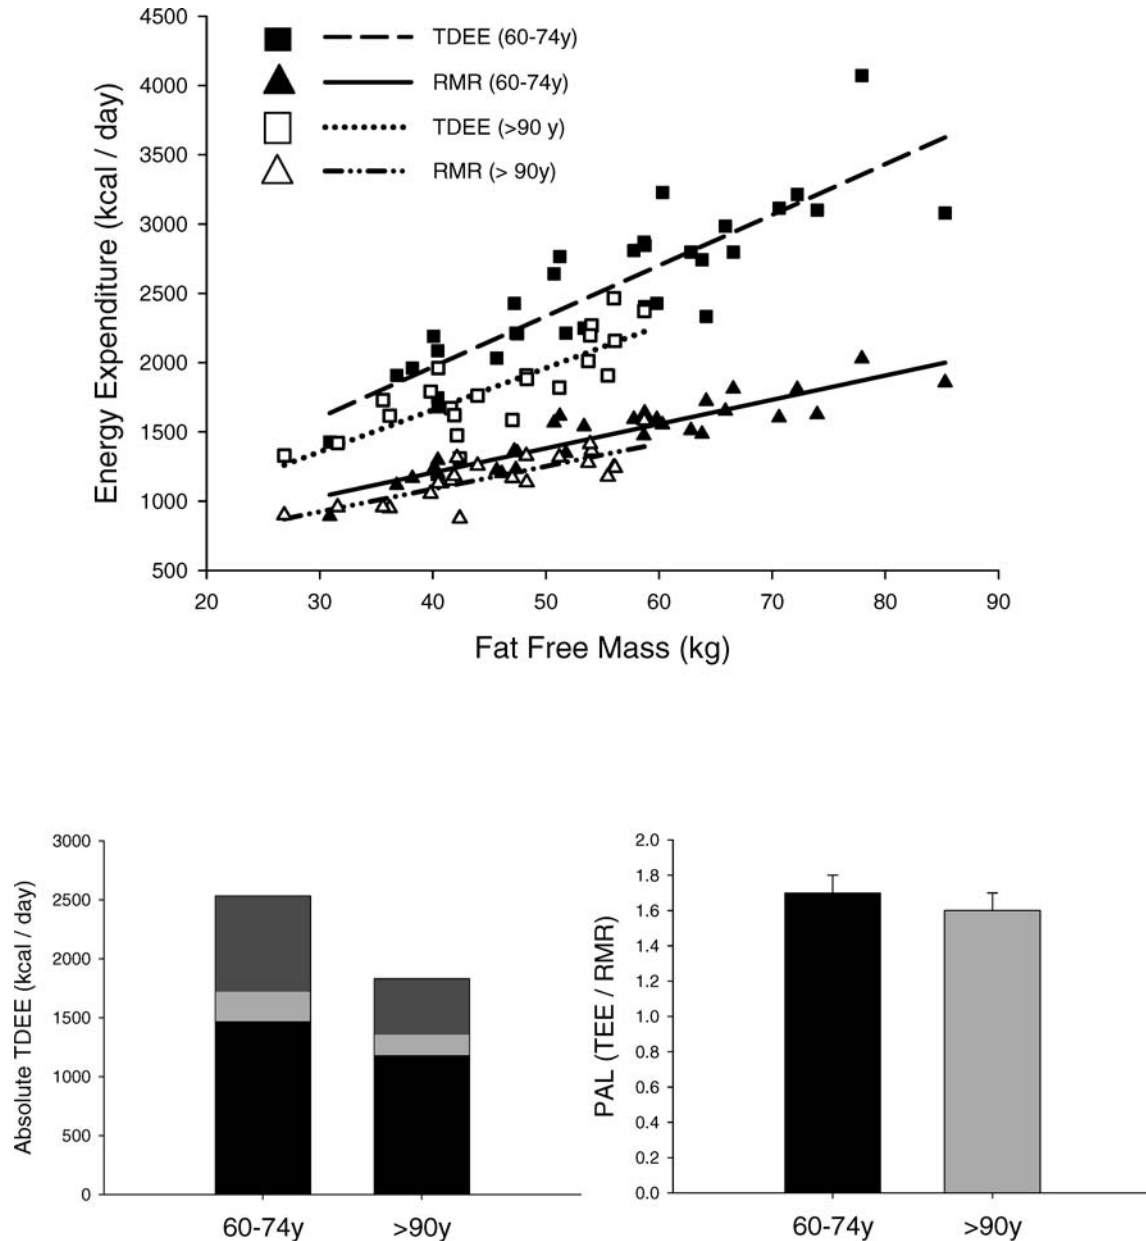 4500
4000
3500
3000
2500
2000
1500
1000
500
Energy Expenditure (kcal / day)
TDEE (60-74y)
RMR (60-74y)
TDEE (>90 y)
RMR (> 90y)
20 30 40 50 60 70 80 90
Fat Free Mass (kg)
3000
2500
2000
1500
1000
500
0
Absolute TDEE (kcal / day)
60-74y >90y
2.0
1.8
1.6
1.4
1.2
1.0
0.8
0.6
0.4
0.2
0.0
PAL (TEE / RMR)
60-74y >90y